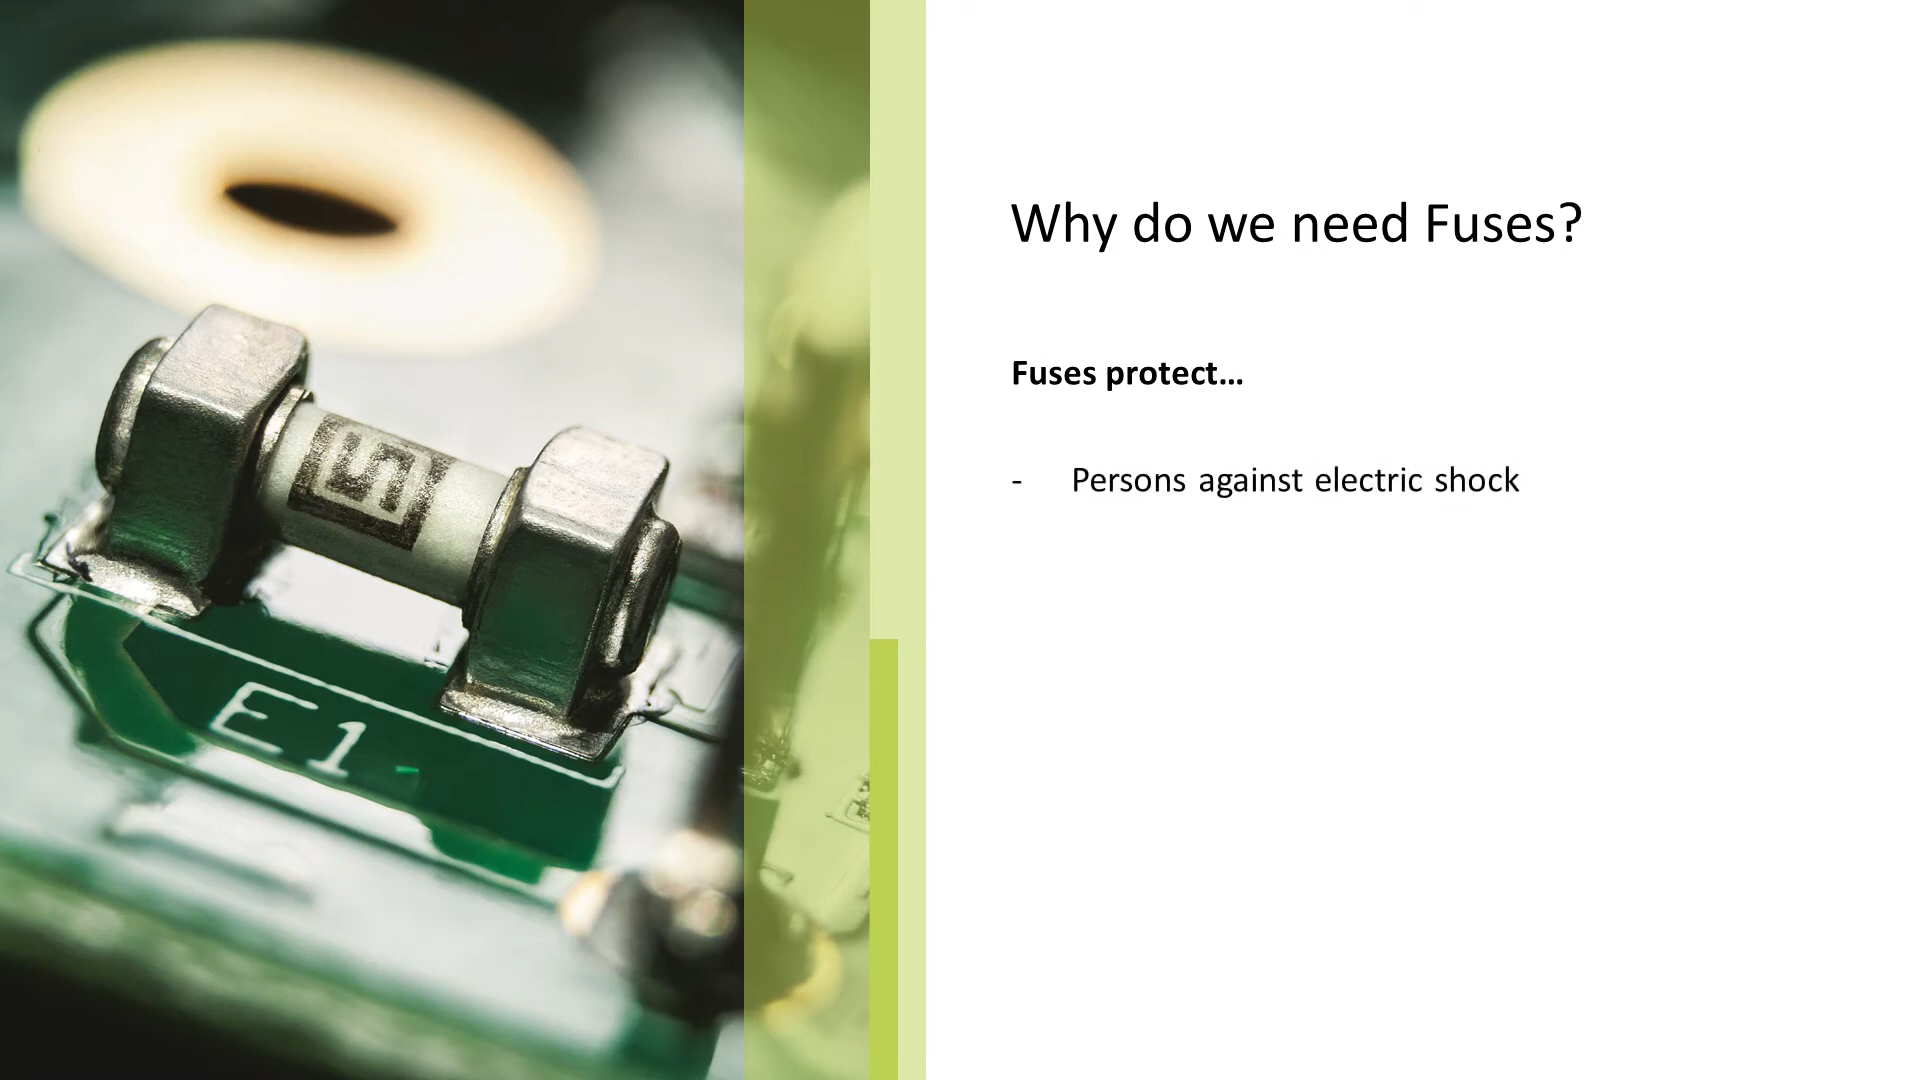 Why do we need Fuses?
Fuses protect…
- Persons against electric shock
E1